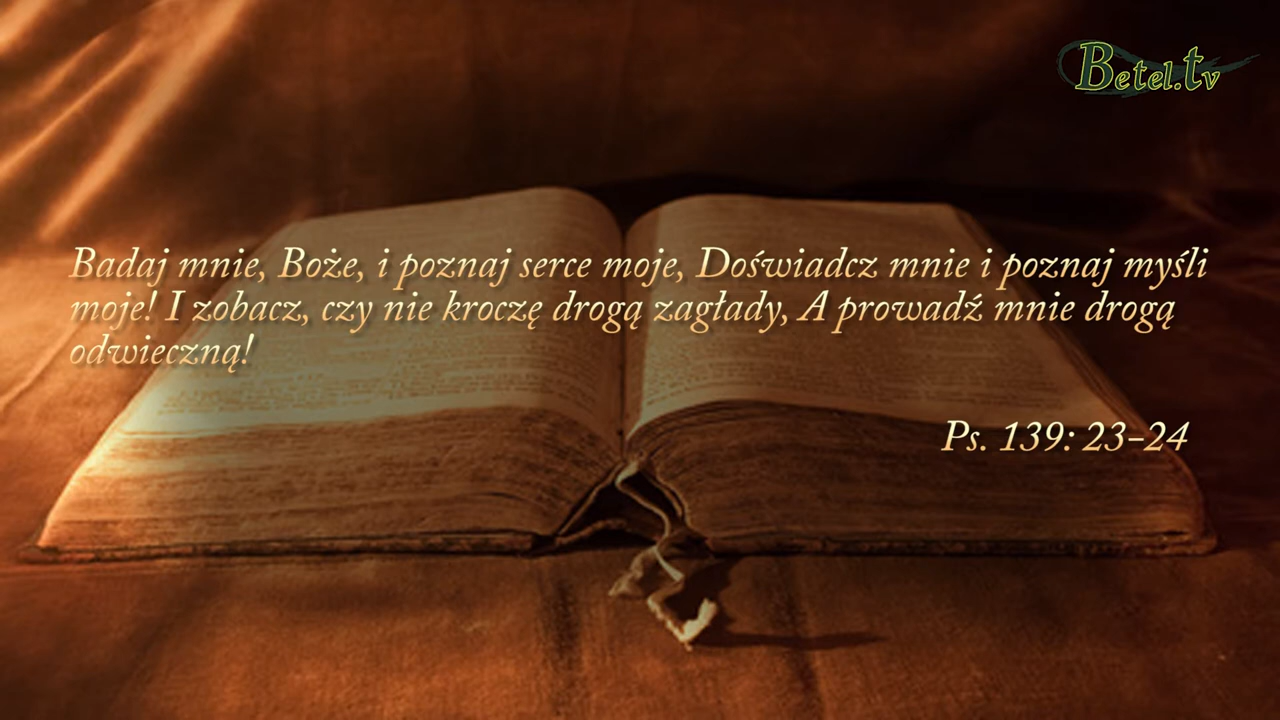 Betel.tv
Badaj mnie, Boże, i poznaj serce moje, Doświadcz mnie i poznaj myśli
moje! I zobacz, czy nie kroczę drogą zagłady, A prowadź mnie drogą
odwieczną!
Ps. 139: 23-24